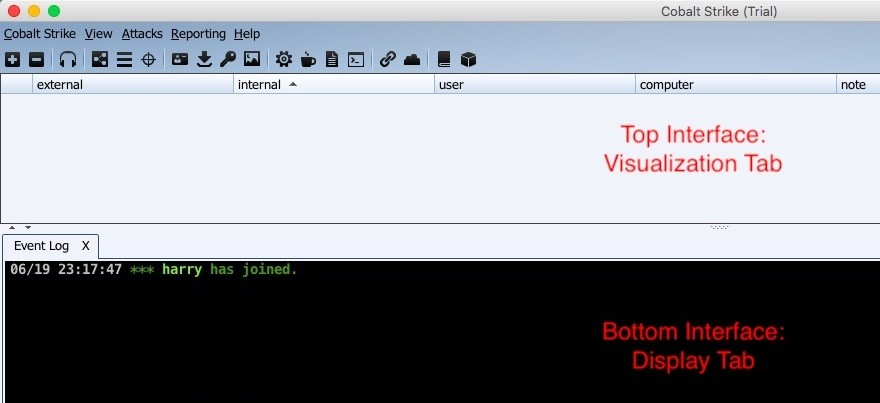 Cobalt Strike (Trial)
Cobalt Strike View Attacks Reporting Help
external internal user computer note
Top Interface:
Visualization Tab
Event Log X
06/19 23:17:47 *** harry has joined.
Bottom Interface:
Display Tab